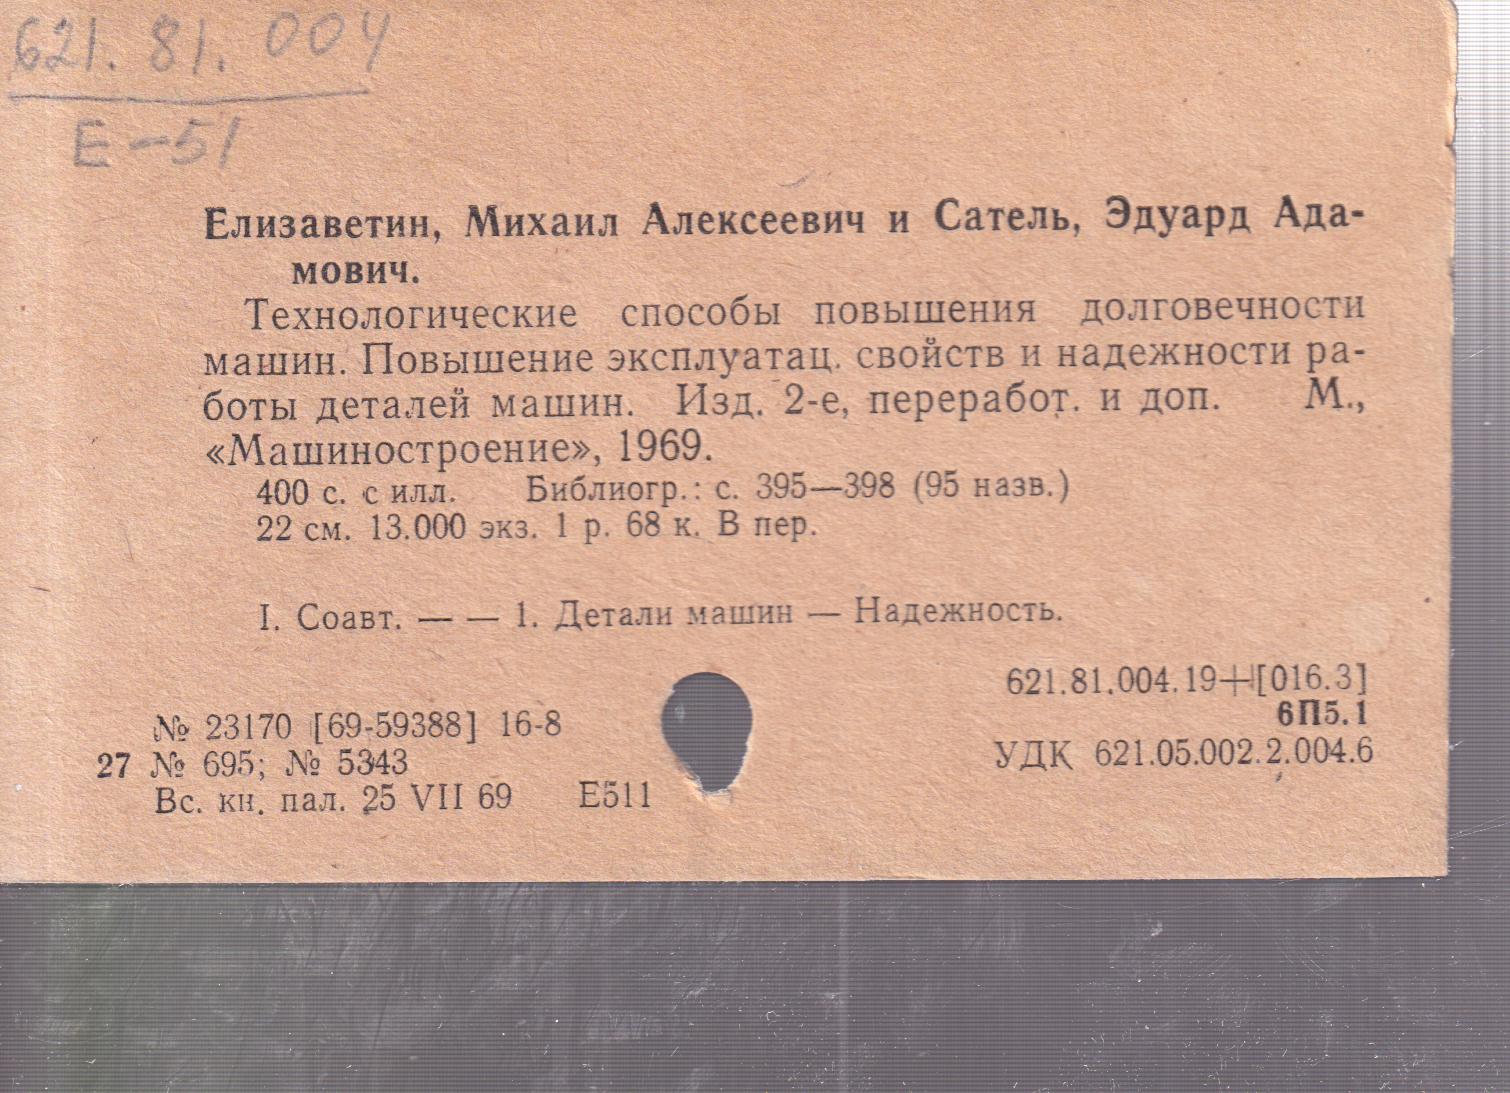 621.81.004
Е-51
Елизаветин, Михаил Алексеевич и Сатель, Эдуард Ада-
мович.
Технологические способы повышения долговечности
машин. Повышение эксплуатац. свойств и надежности ра-
боты деталей машин. Изд. 2-е, переработ. и доп. М.,
«Машиностроение», 1969.
400 с. с илл. Библиогр.: с. 395—398 (95 назв.)
22 см. 13.000 экз. 1 р. 68 к. В пер.
I. Соавт. — — 1. Детали машин — Надежность.
621.81.004.19+[016.3]
6П5.1
№ 23170 [69-59388] 16-8
27 № 695; № 5343
УДК 621.05.002.2.004.6
Вс. кн. пал. 25 VII 69 Е511